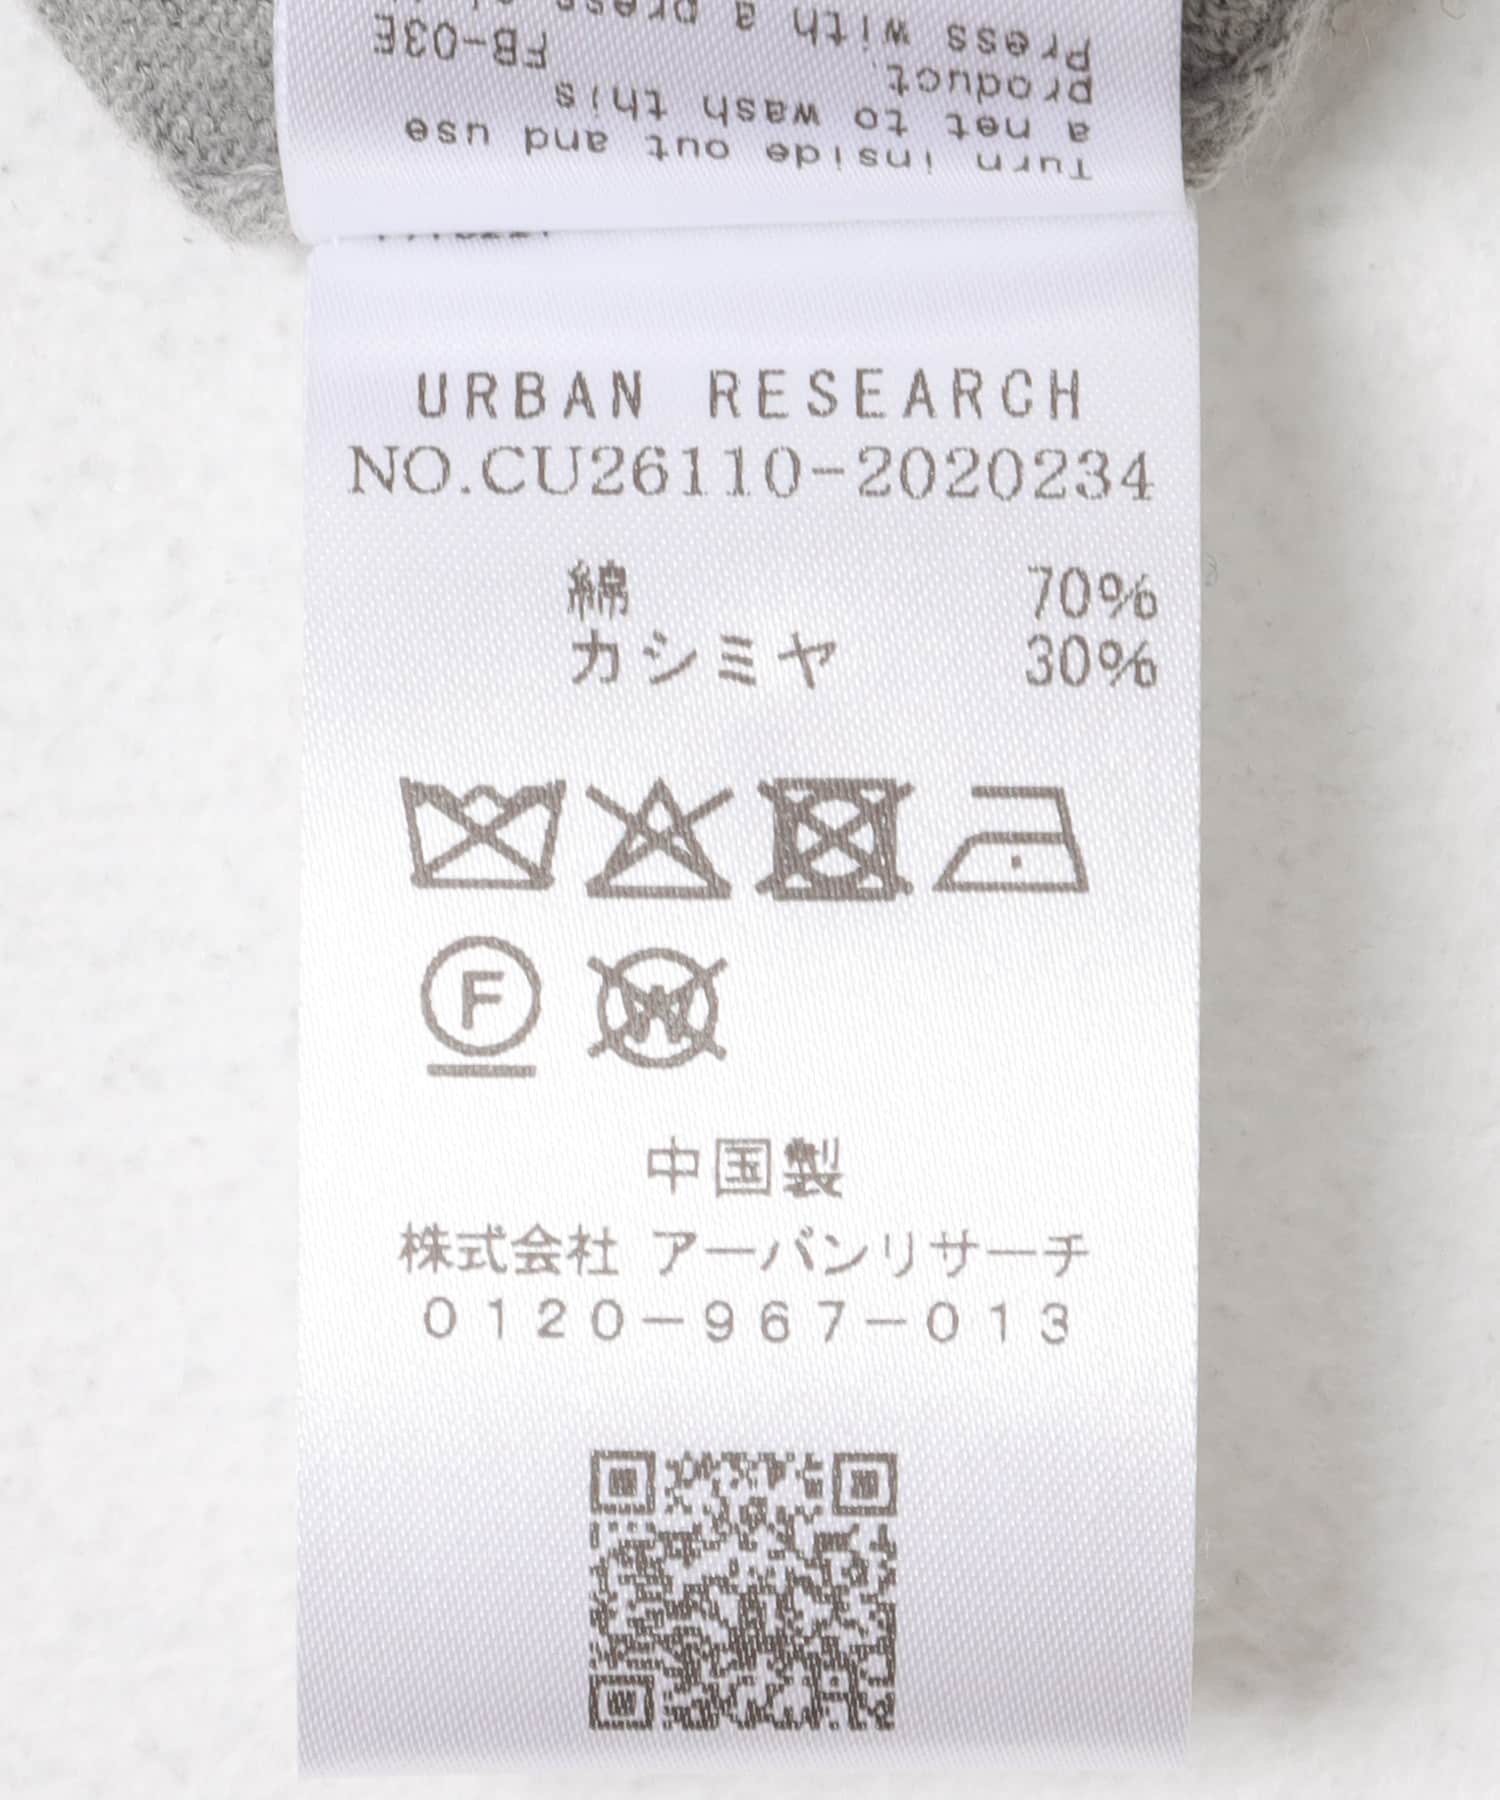 Turn inside out and use
a net to wash this
product.
FB-03E
Press with a press
URBAN RESEARCH
NO.CU26110-2020234
綿 70%
カシミヤ 30%
F
W
中国製
株式会社 アーバンリサーチ
0120-967-013